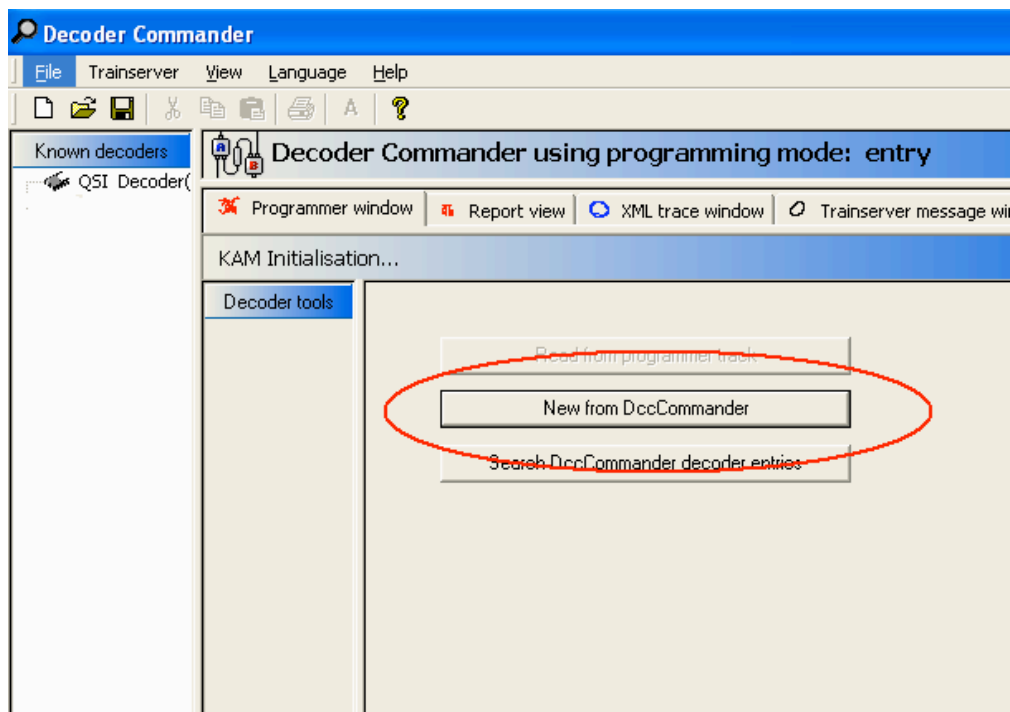 Decoder Commander
File Trainserver View Language Help
A ?
Known decoders
QSI Decoder(
A B Decoder Commander using programming mode: entry
Programmer window Report view XML trace window Trainserver message wi
KAM Initialisation...
Decoder tools
Read from programmer track
New from DccCommander
Search DccCommander decoder entries